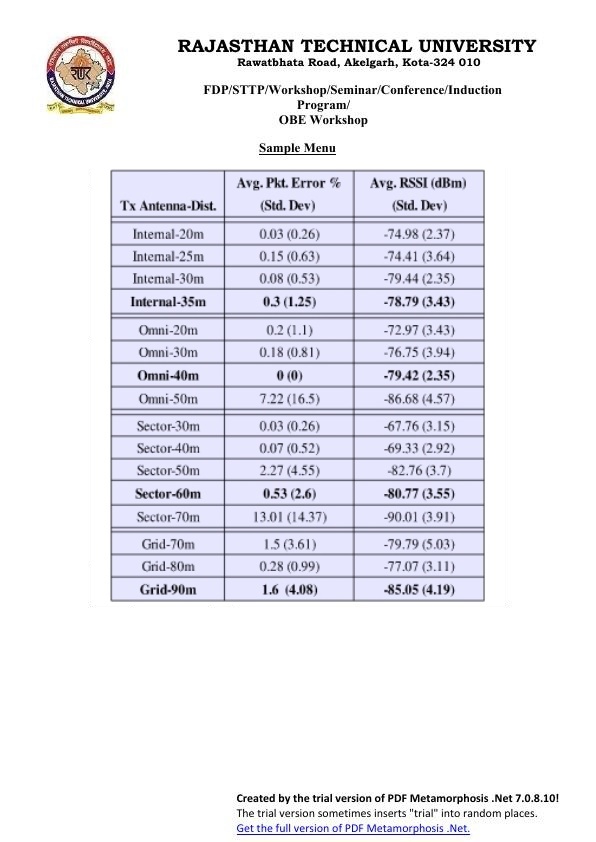 RAJASTHAN TECHNICAL UNIVERSITY
Rawatbhata Road, Akelgarh, Kota-324 010
FDP/STTP/Workshop/Seminar/Conference/Induction
Program/
OBE Workshop
Sample Menu
Tx Antenna-Dist. Avg. Pkt. Error % (Std. Dev) Avg. RSSI (dBm) (Std. Dev)
Internal-20m 0.03 (0.26) -74.98 (2.37)
Internal-25m 0.15 (0.63) -74.41 (3.64)
Internal-30m 0.08 (0.53) -79.44 (2.35)
Internal-35m 0.3 (1.25) -78.79 (3.43)
Omni-20m 0.2 (1.1) -72.97 (3.43)
Omni-30m 0.18 (0.81) -76.75 (3.94)
Omni-40m 0 (0) -79.42 (2.35)
Omni-50m 7.22 (16.5) -86.68 (4.57)
Sector-30m 0.03 (0.26) -67.76 (3.15)
Sector-40m 0.07 (0.52) -69.33 (2.92)
Sector-50m 2.27 (4.55) -82.76 (3.7)
Sector-60m 0.53 (2.6) -80.77 (3.55)
Sector-70m 13.01 (14.37) -90.01 (3.91)
Grid-70m 1.5 (3.61) -79.79 (5.03)
Grid-80m 0.28 (0.99) -77.07 (3.11)
Grid-90m 1.6 (4.08) -85.05 (4.19)
Created by the trial version of PDF Metamorphosis .Net 7.0.8.10!
The trial version sometimes inserts "trial" into random places.
Get the full version of PDF Metamorphosis .Net.